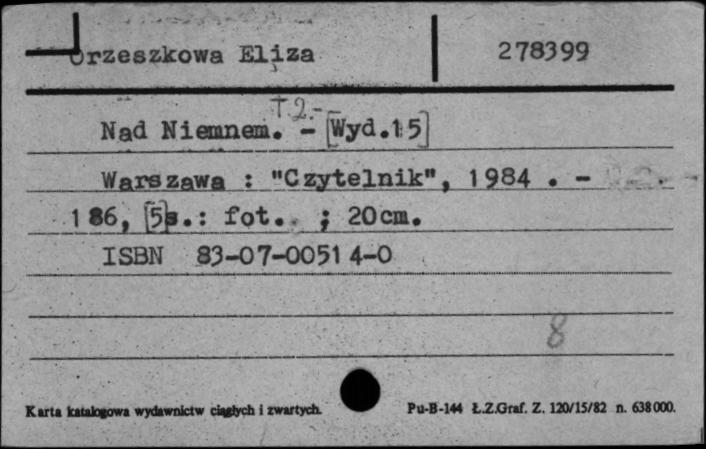 Orzeszkowa Eliza 278399
T 2.-
Nad Niemnem. - [Wyd.15]
Warszawa : "Czytelnik", 1984 . -
186, [5]s.: fot. ; 20cm.
ISBN 83-07-00514-0
8
Karta katalogowa wydawnictw ciągłych i zwartych. Pu-B-144 Ł.Z.Graf. Z. 120/15/82 n. 638000.